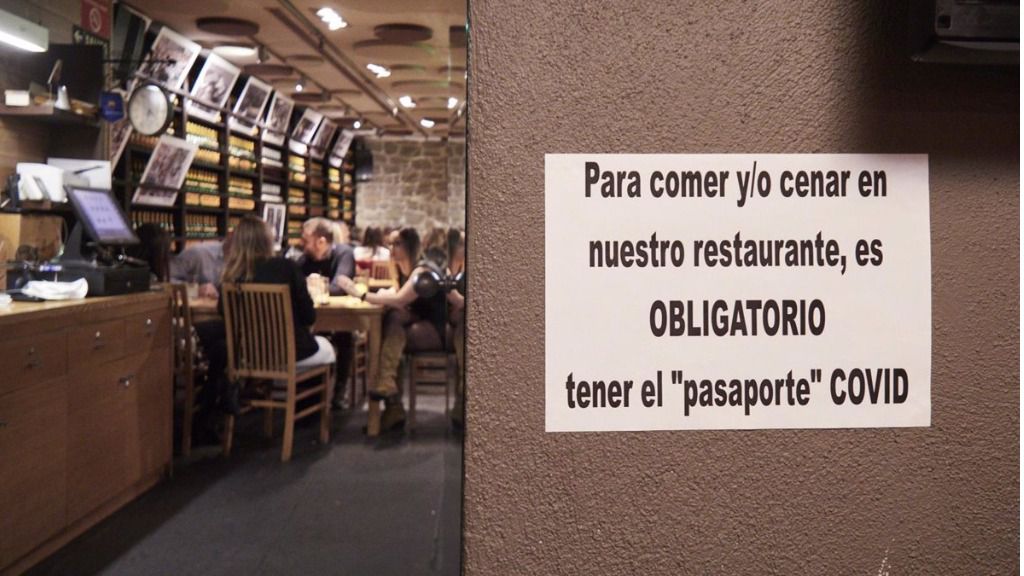 Para comer y/o cenar en
nuestro restaurante, es
OBLIGATORIO
tener el "pasaporte" COVID